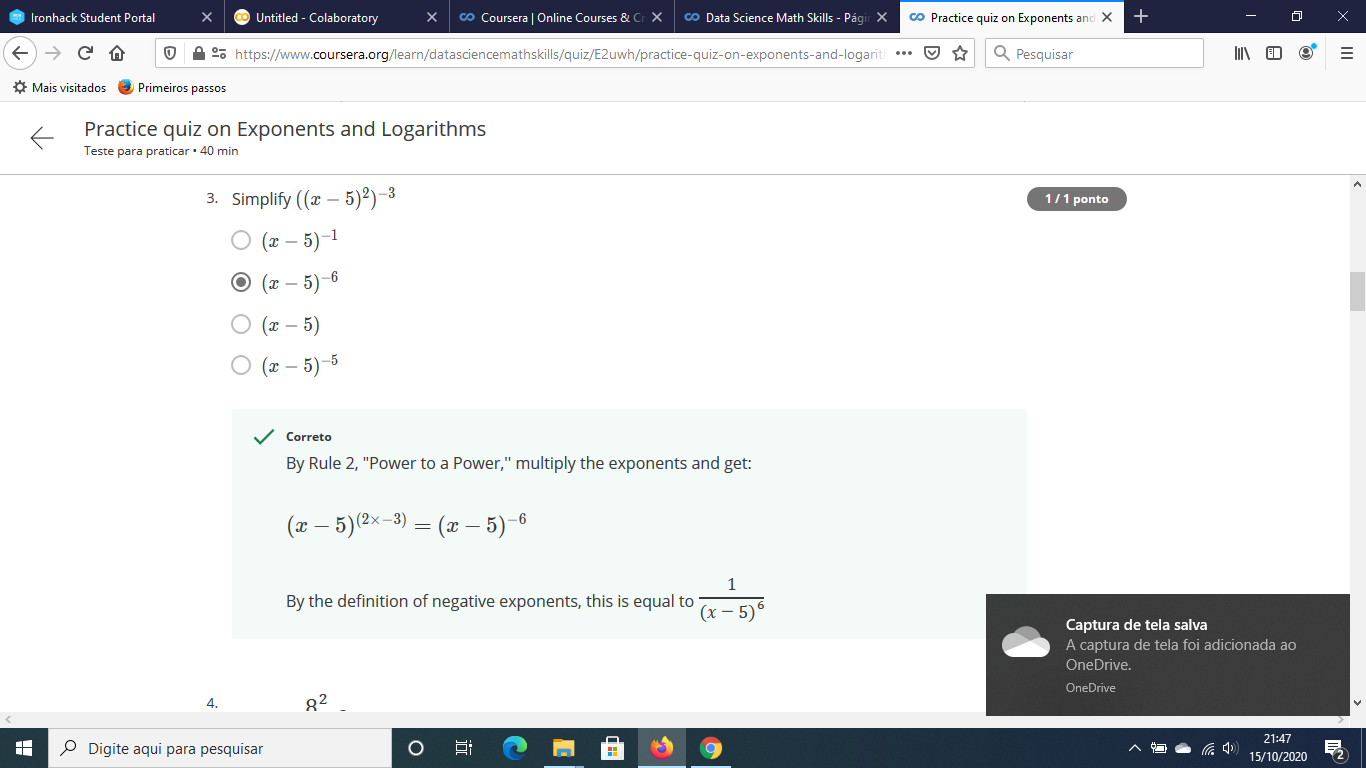 Ironhack Student Portal
Untitled - Colaboratory
Coursera | Online Courses & Cr
Data Science Math Skills - Pági
Practice quiz on Exponents and
https://www.coursera.org/learn/datasciencemathskills/quiz/E2uwh/practice-quiz-on-exponents-and-logarit
Pesquisar
Mais visitados
Primeiros passos
Practice quiz on Exponents and Logarithms
Teste para praticar • 40 min
3. Simplify ((x − 5)²)⁻³
1 / 1 ponto
(x − 5)⁻¹
(x − 5)⁻⁶
(x − 5)
(x − 5)⁻⁵
Correto
By Rule 2, "Power to a Power,'' multiply the exponents and get:
(x − 5)^(2×−3) = (x − 5)⁻⁶
By the definition of negative exponents, this is equal to 1/(x − 5)⁶
Captura de tela salva
A captura de tela foi adicionada ao
OneDrive.
OneDrive
4. 8²
Digite aqui para pesquisar
21:47
15/10/2020
2